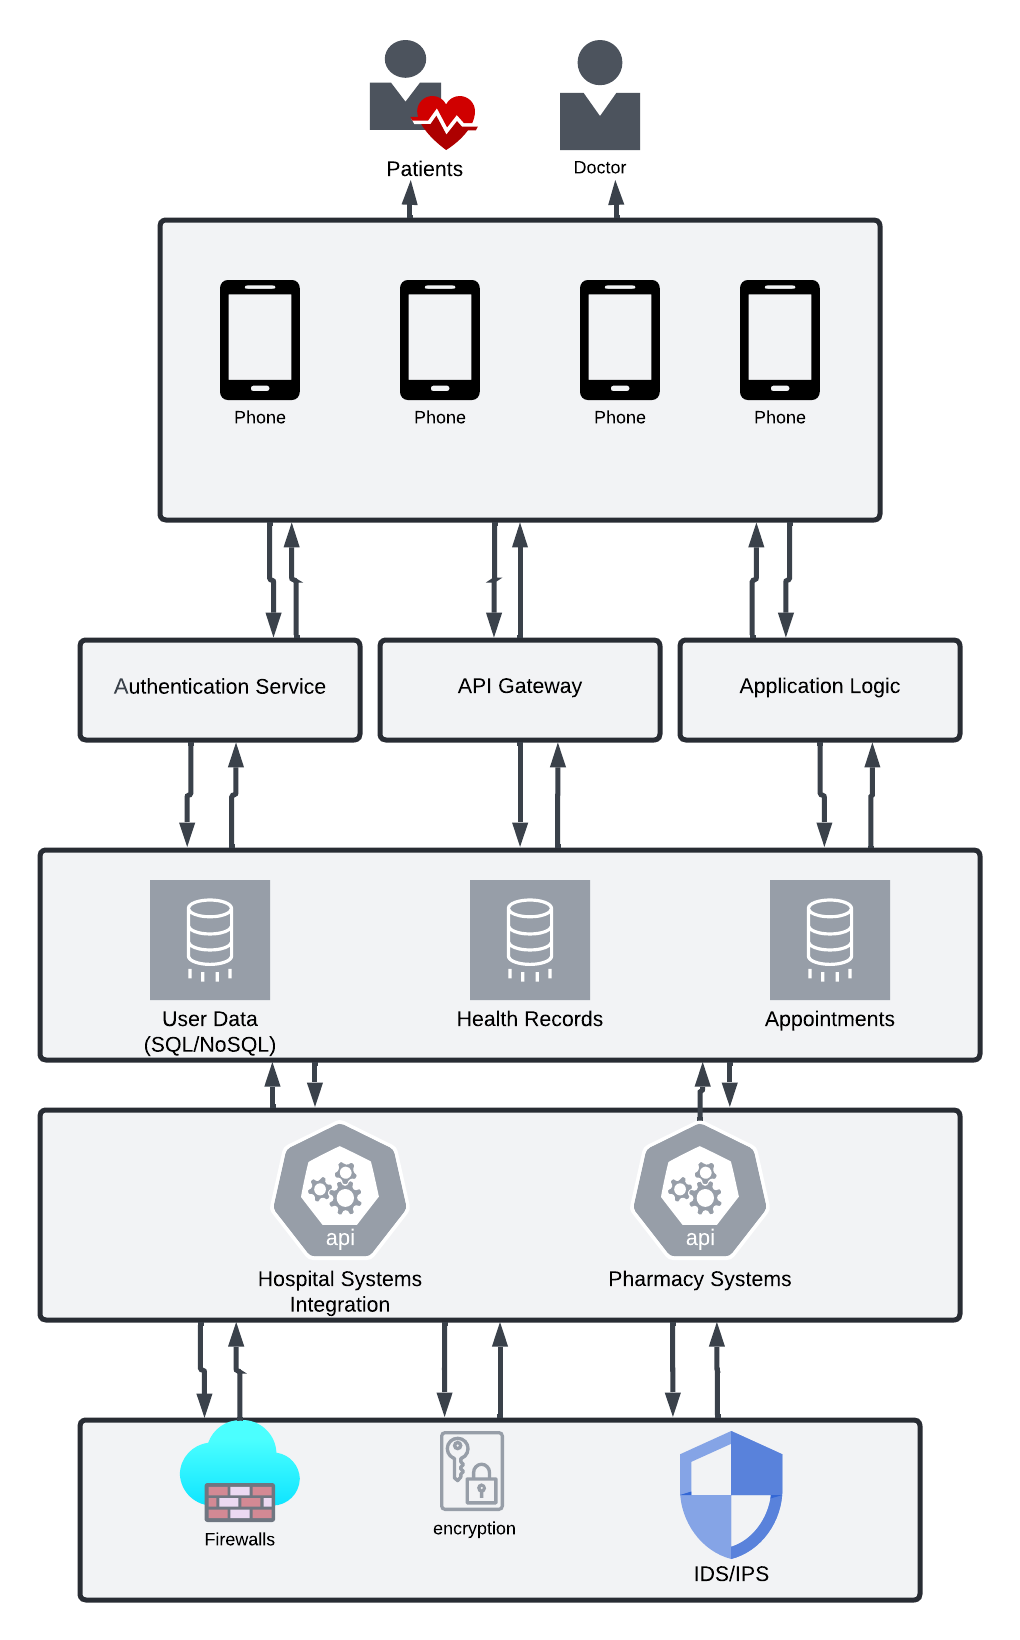 Patients
Doctor
Phone
Phone
Phone
Phone
Authentication Service
API Gateway
Application Logic
User Data
(SQL/NoSQL)
Health Records
Appointments
api
api
Hospital Systems
Integration
Pharmacy Systems
Firewalls
encryption
IDS/IPS